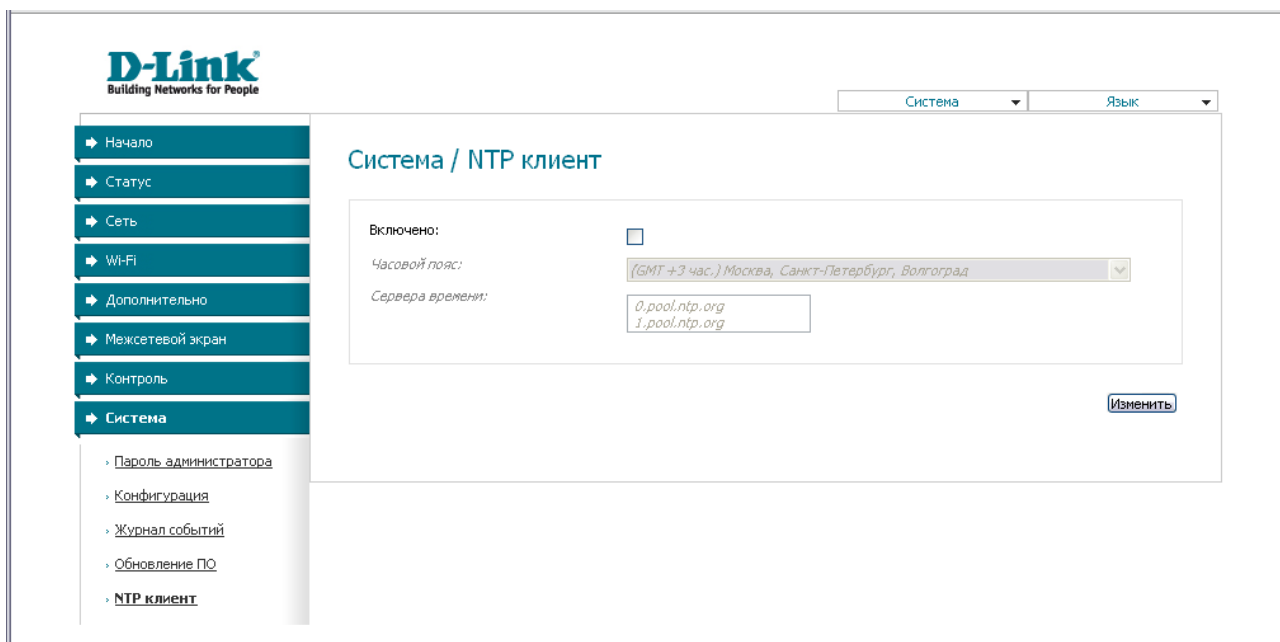 D-Link
Building Networks for People
Система
Язык
Начало
Статус
Сеть
Wi-Fi
Дополнительно
Межсетевой экран
Контроль
Система
Пароль администратора
Конфигурация
Журнал событий
Обновление ПО
NTP клиент
Система / NTP клиент
Включено:
Часовой пояс:
(GMT +3 час.) Москва, Санкт-Петербург, Волгоград
Сервера времени:
0.pool.ntp.org
1.pool.ntp.org
Изменить